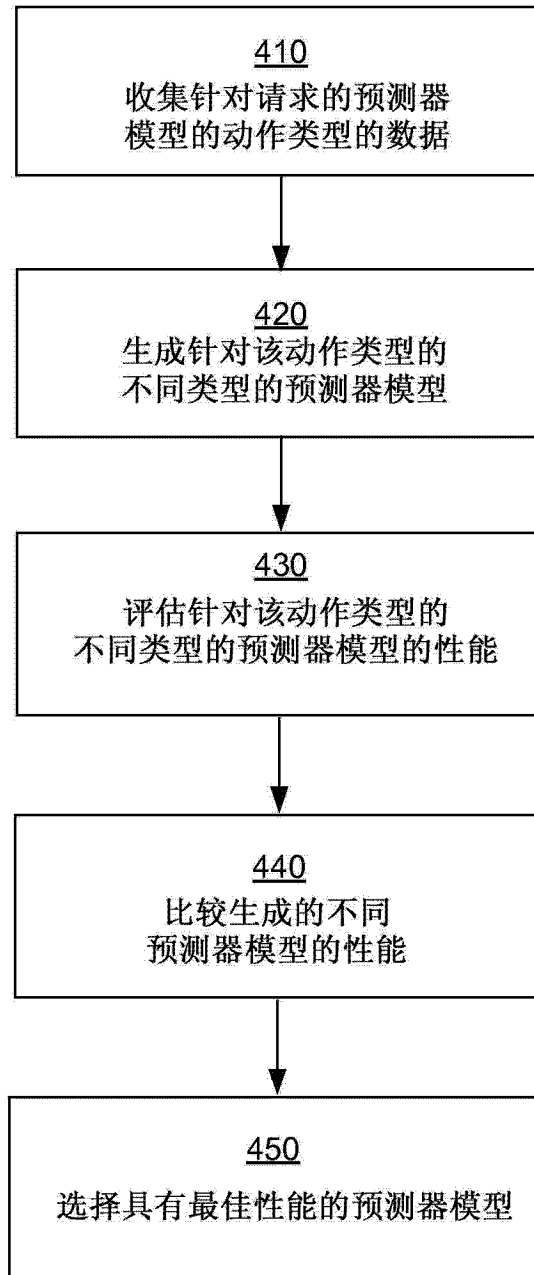 410
收集针对请求的预测器
模型的动作类型的数据
420
生成针对该动作类型的
不同类型的预测器模型
430
评估针对该动作类型的
不同类型的预测器模型的性能
440
比较生成的不同
预测器模型的性能
450
选择具有最佳性能的预测器模型